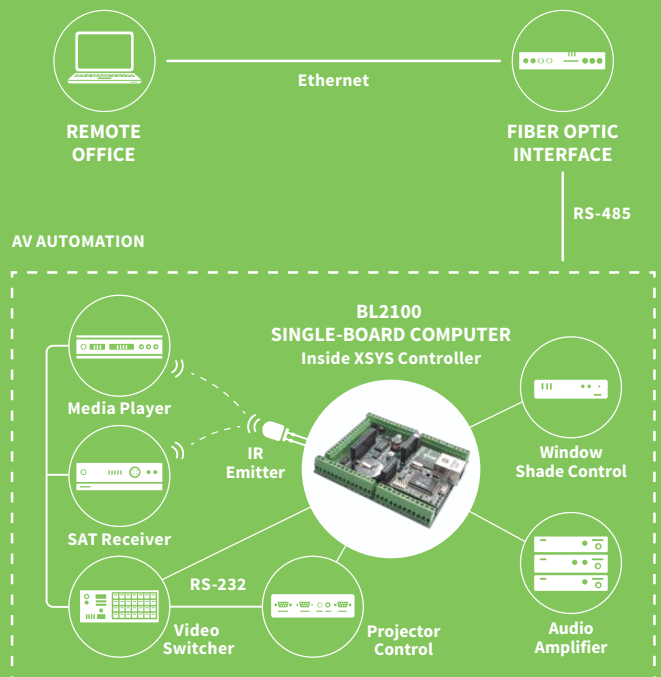 Ethernet
REMOTE
OFFICE
FIBER OPTIC
INTERFACE
RS-485
AV AUTOMATION
BL2100
SINGLE-BOARD COMPUTER
Inside XSYS Controller
Media Player
IR
Emitter
Window
Shade Control
SAT Receiver
RS-232
Video
Switcher
Projector
Control
Audio
Amplifier